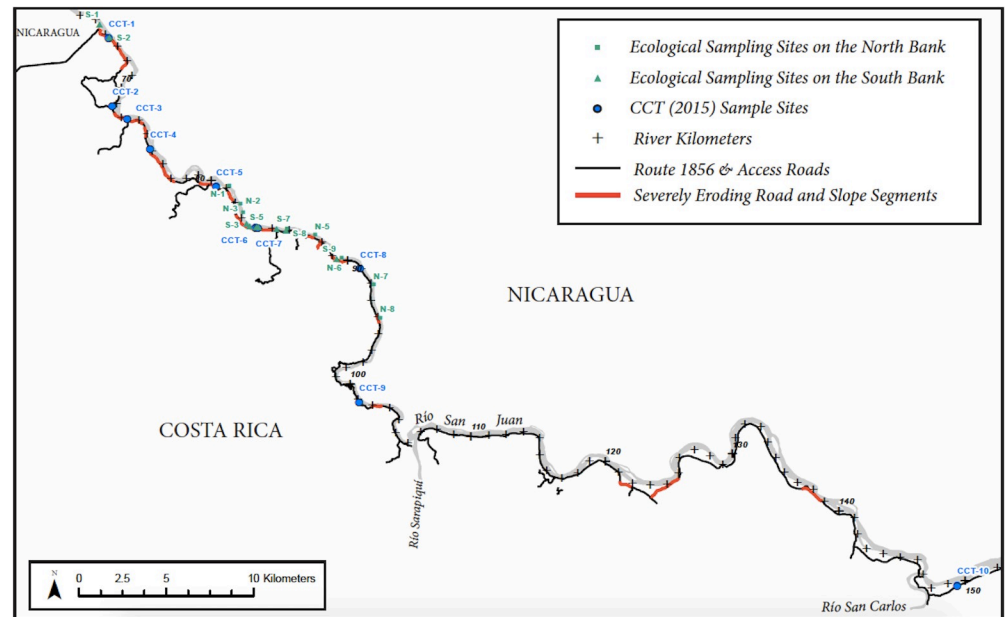 S-1
CCT-1
NICARAGUA
S-2
70
CCT-2
CCT-3
CCT-4
CCT-5
N-1
N-2
N-3
S-5
S-7
S-3
S-8
N-5
CCT-6
CCT-7
S-9
CCT-8
N-6
N-7
N-8
Ecological Sampling Sites on the North Bank
Ecological Sampling Sites on the South Bank
CCT (2015) Sample Sites
River Kilometers
Route 1856 & Access Roads
Severely Eroding Road and Slope Segments
NICARAGUA
100
CCT-9
COSTA RICA
Río San Juan
110
120
130
140
Río Sarapiquí
CCT-10
150
Río San Carlos
N
0 2.5 5 10 Kilometers